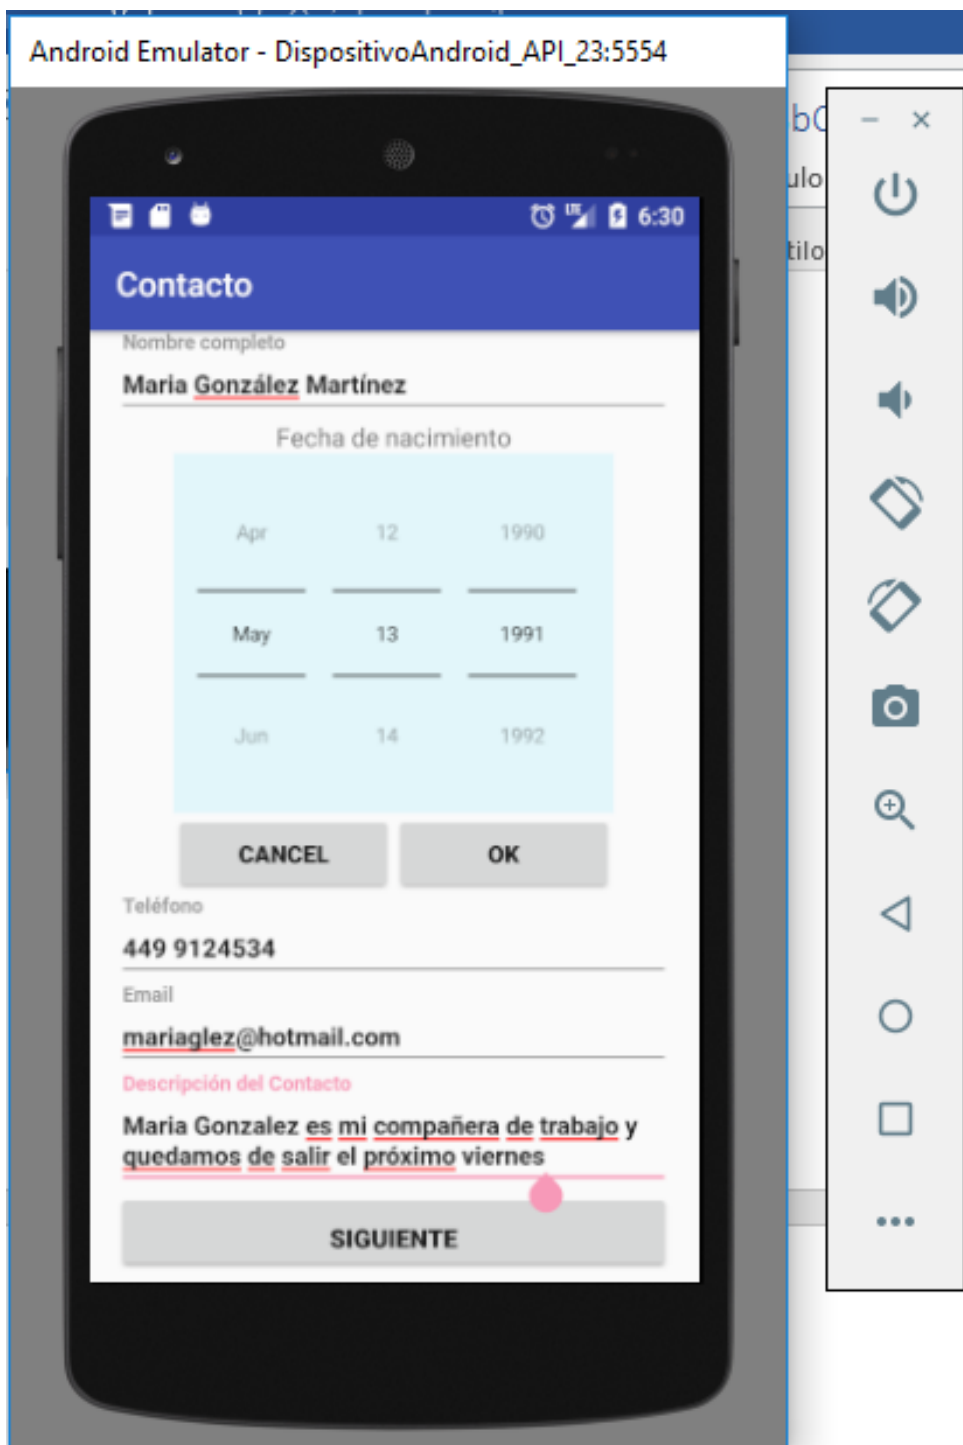 Android Emulator - DispositivoAndroid_API_23:5554
LTE 6:30
Contacto
Nombre completo
Maria González Martínez
Fecha de nacimiento
Apr 12 1990
May 13 1991
Jun 14 1992
CANCEL OK
Teléfono
449 9124534
Email
mariaglez@hotmail.com
Descripción del Contacto
Maria Gonzalez es mi compañera de trabajo y
quedamos de salir el próximo viernes
SIGUIENTE